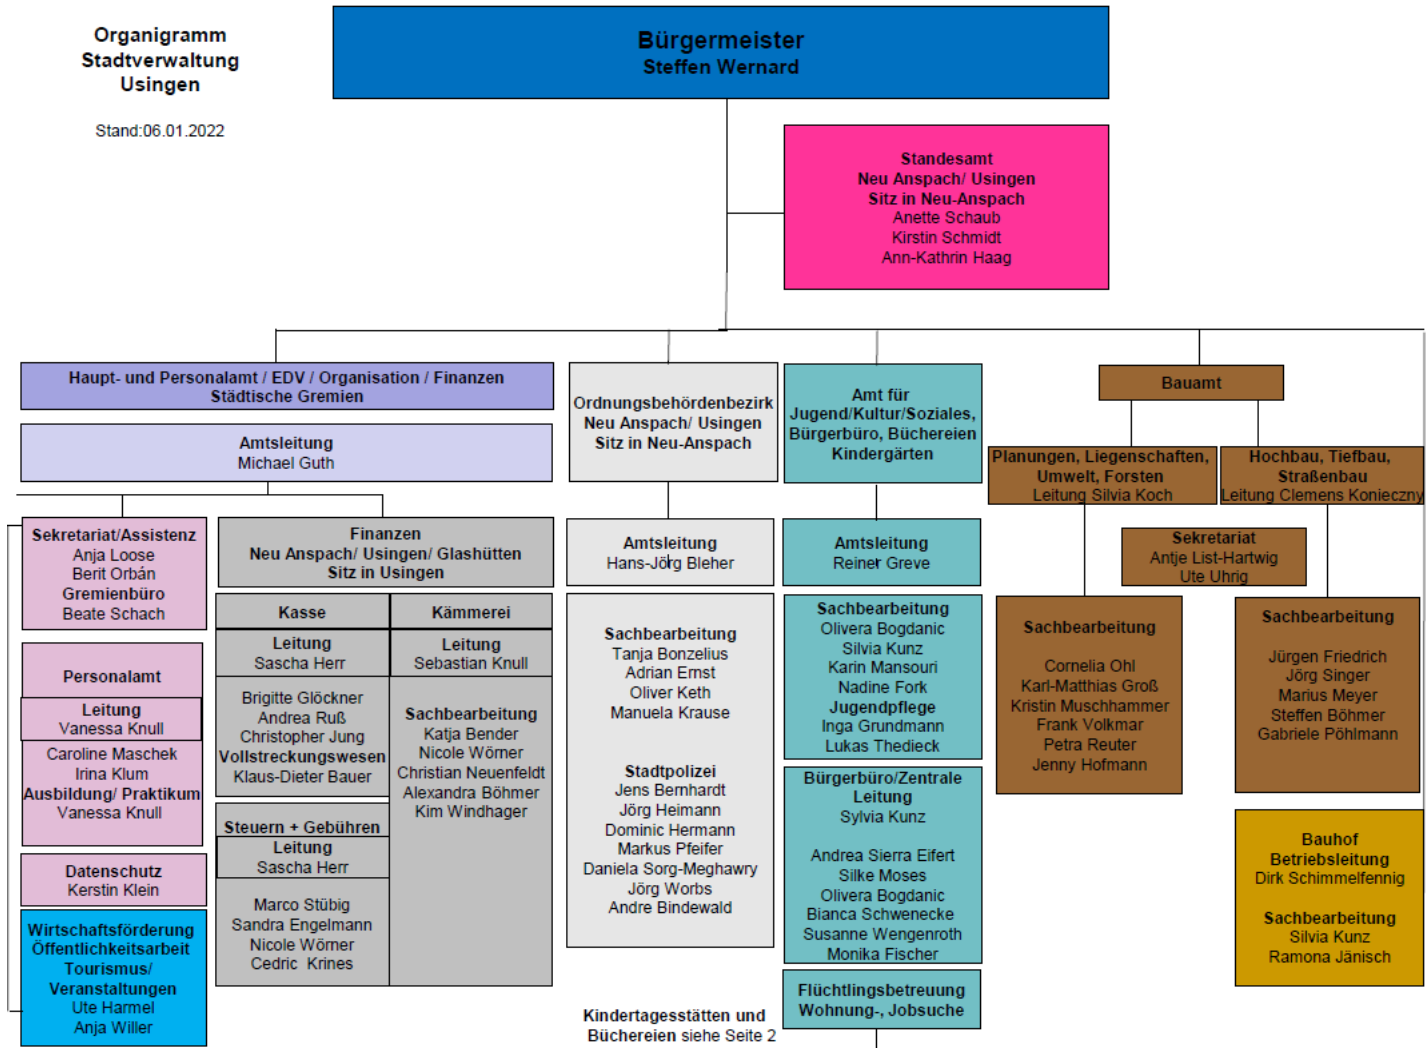 Organigramm
Stadtverwaltung
Usingen
Stand:06.01.2022
Bürgermeister
Steffen Wernard
Standesamt
Neu Anspach/ Usingen
Sitz in Neu-Anspach
Anette Schaub
Kirstin Schmidt
Ann-Kathrin Haag
Haupt- und Personalamt / EDV / Organisation / Finanzen
Städtische Gremien
Amtsleitung
Michael Guth
Sekretariat/Assistenz
Anja Loose
Berit Orbán
Gremienbüro
Beate Schach
Personalamt
Leitung
Vanessa Knull
Caroline Maschek
Irina Klum
Ausbildung/ Praktikum
Vanessa Knull
Datenschutz
Kerstin Klein
Wirtschaftsförderung
Öffentlichkeitsarbeit
Tourismus/
Veranstaltungen
Ute Harmel
Anja Willer
Finanzen
Neu Anspach/ Usingen/ Glashütten
Sitz in Usingen
Kasse
Leitung
Sascha Herr
Brigitte Glöckner
Andrea Ruß
Christopher Jung
Vollstreckungswesen
Klaus-Dieter Bauer
Steuern + Gebühren
Leitung
Sascha Herr
Marco Stübig
Sandra Engelmann
Nicole Wörner
Cedric Krines
Kämmerei
Leitung
Sebastian Knull
Sachbearbeitung
Katja Bender
Nicole Wörner
Christian Neuenfeldt
Alexandra Böhmer
Kim Windhager
Ordnungsbehördenbezirk
Neu Anspach/ Usingen
Sitz in Neu-Anspach
Amtsleitung
Hans-Jörg Bleher
Sachbearbeitung
Tanja Bonzelius
Adrian Ernst
Oliver Keth
Manuela Krause
Stadtpolizei
Jens Bernhardt
Jörg Heimann
Dominic Hermann
Markus Pfeifer
Daniela Sorg-Meghawry
Jörg Worbs
Andre Bindewald
Kindertagesstätten und
Büchereien siehe Seite 2
Amt für
Jugend/Kultur/Soziales,
Bürgerbüro, Büchereien
Kindergärten
Amtsleitung
Reiner Greve
Sachbearbeitung
Olivera Bogdanic
Silvia Kunz
Karin Mansouri
Nadine Fork
Jugendpflege
Inga Grundmann
Lukas Thedieck
Bürgerbüro/Zentrale
Leitung
Sylvia Kunz
Andrea Sierra Eifert
Silke Moses
Olivera Bogdanic
Bianca Schwenecke
Susanne Wengenroth
Monika Fischer
Flüchtlingsbetreuung
Wohnung-, Jobsuche
Bauamt
Planungen, Liegenschaften,
Umwelt, Forsten
Leitung Silvia Koch
Hochbau, Tiefbau,
Straßenbau
Leitung Clemens Konieczny
Sekretariat
Antje List-Hartwig
Ute Uhrig
Sachbearbeitung
Cornelia Ohl
Karl-Matthias Groß
Kristin Muschhammer
Frank Volkmar
Petra Reuter
Jenny Hofmann
Sachbearbeitung
Jürgen Friedrich
Jörg Singer
Marius Meyer
Steffen Böhmer
Gabriele Pöhlmann
Bauhof
Betriebsleitung
Dirk Schimmelfennig
Sachbearbeitung
Silvia Kunz
Ramona Jänisch